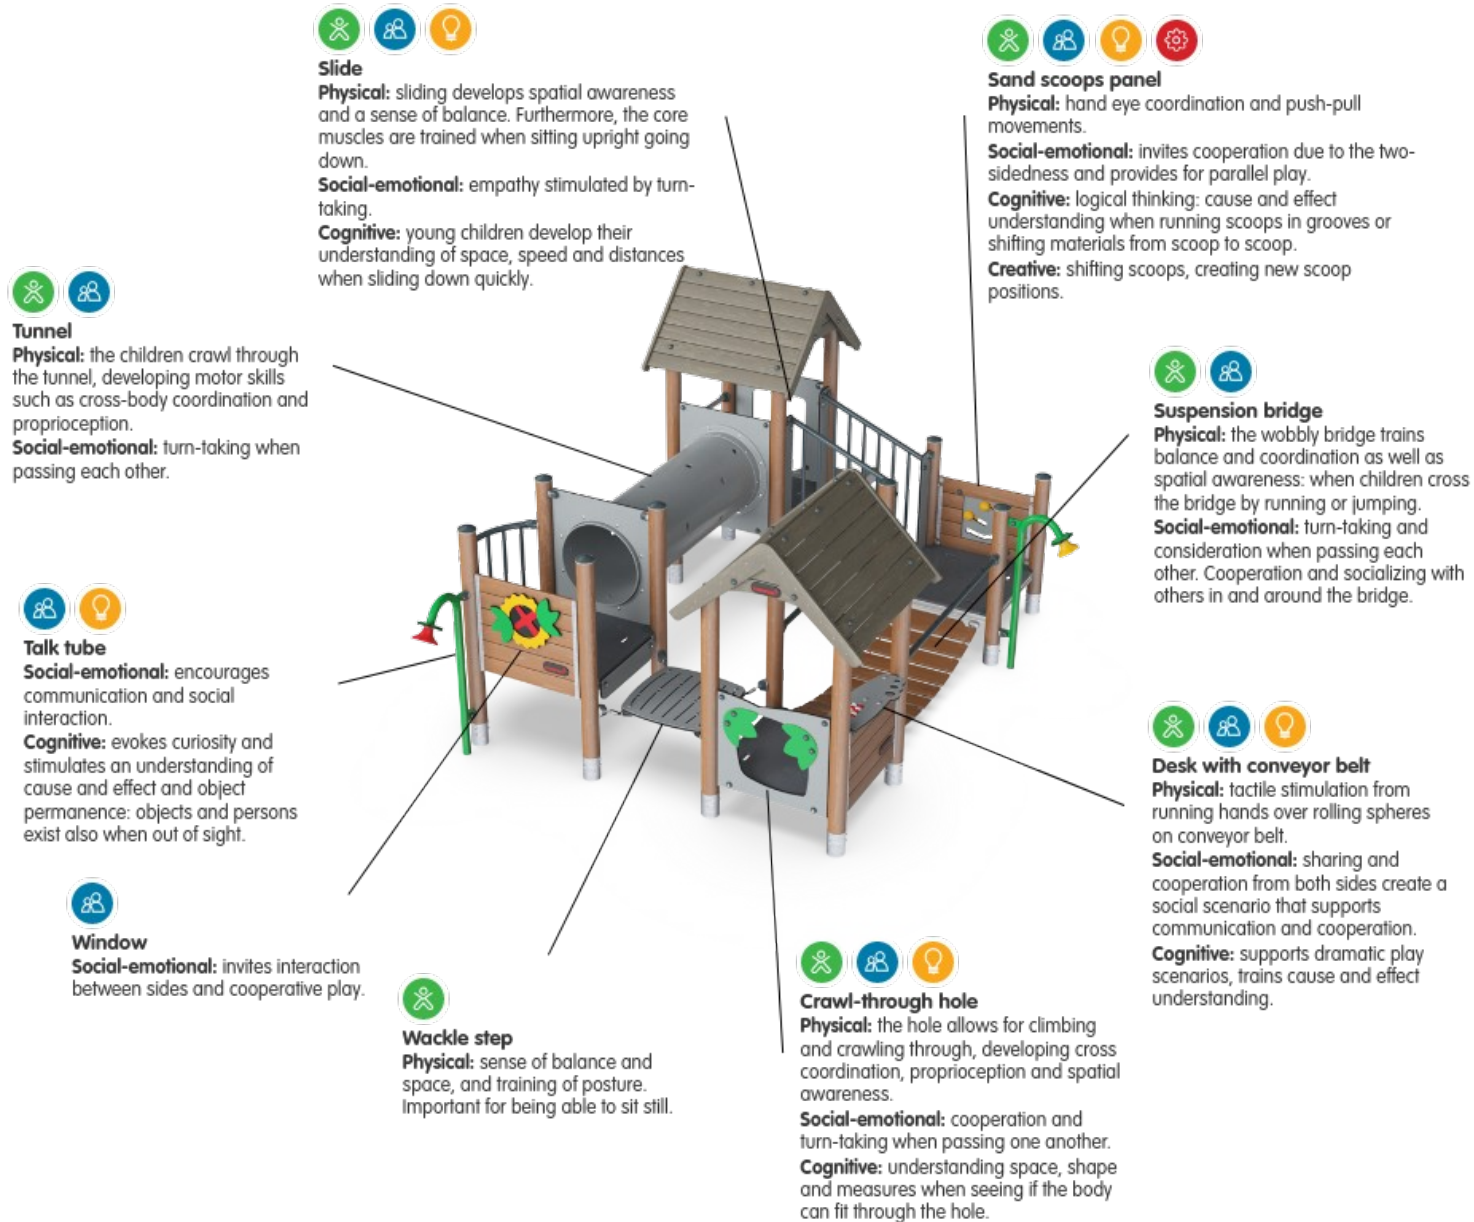 Slide
Physical: sliding develops spatial awareness
and a sense of balance. Furthermore, the core
muscles are trained when sitting upright going
down.
Social-emotional: empathy stimulated by turn-
taking.
Cognitive: young children develop their
understanding of space, speed and distances
when sliding down quickly.
Sand scoops panel
Physical: hand eye coordination and push-pull
movements.
Social-emotional: invites cooperation due to the two-
sidedness and provides for parallel play.
Cognitive: logical thinking: cause and effect
understanding when running scoops in grooves or
shifting materials from scoop to scoop.
Creative: shifting scoops, creating new scoop
positions.
Tunnel
Physical: the children crawl through
the tunnel, developing motor skills
such as cross-body coordination and
proprioception.
Social-emotional: turn-taking when
passing each other.
Suspension bridge
Physical: the wobbly bridge trains
balance and coordination as well as
spatial awareness: when children cross
the bridge by running or jumping.
Social-emotional: turn-taking and
consideration when passing each
other. Cooperation and socializing with
others in and around the bridge.
Talk tube
Social-emotional: encourages
communication and social
interaction.
Cognitive: evokes curiosity and
stimulates an understanding of
cause and effect and object
permanence: objects and persons
exist also when out of sight.
Desk with conveyor belt
Physical: tactile stimulation from
running hands over rolling spheres
on conveyor belt.
Social-emotional: sharing and
cooperation from both sides create a
social scenario that supports
communication and cooperation.
Cognitive: supports dramatic play
scenarios, trains cause and effect
understanding.
Window
Social-emotional: invites interaction
between sides and cooperative play.
Wackle step
Physical: sense of balance and
space, and training of posture.
Important for being able to sit still.
Crawl-through hole
Physical: the hole allows for climbing
and crawling through, developing cross
coordination, proprioception and spatial
awareness.
Social-emotional: cooperation and
turn-taking when passing one another.
Cognitive: understanding space, shape
and measures when seeing if the body
can fit through the hole.